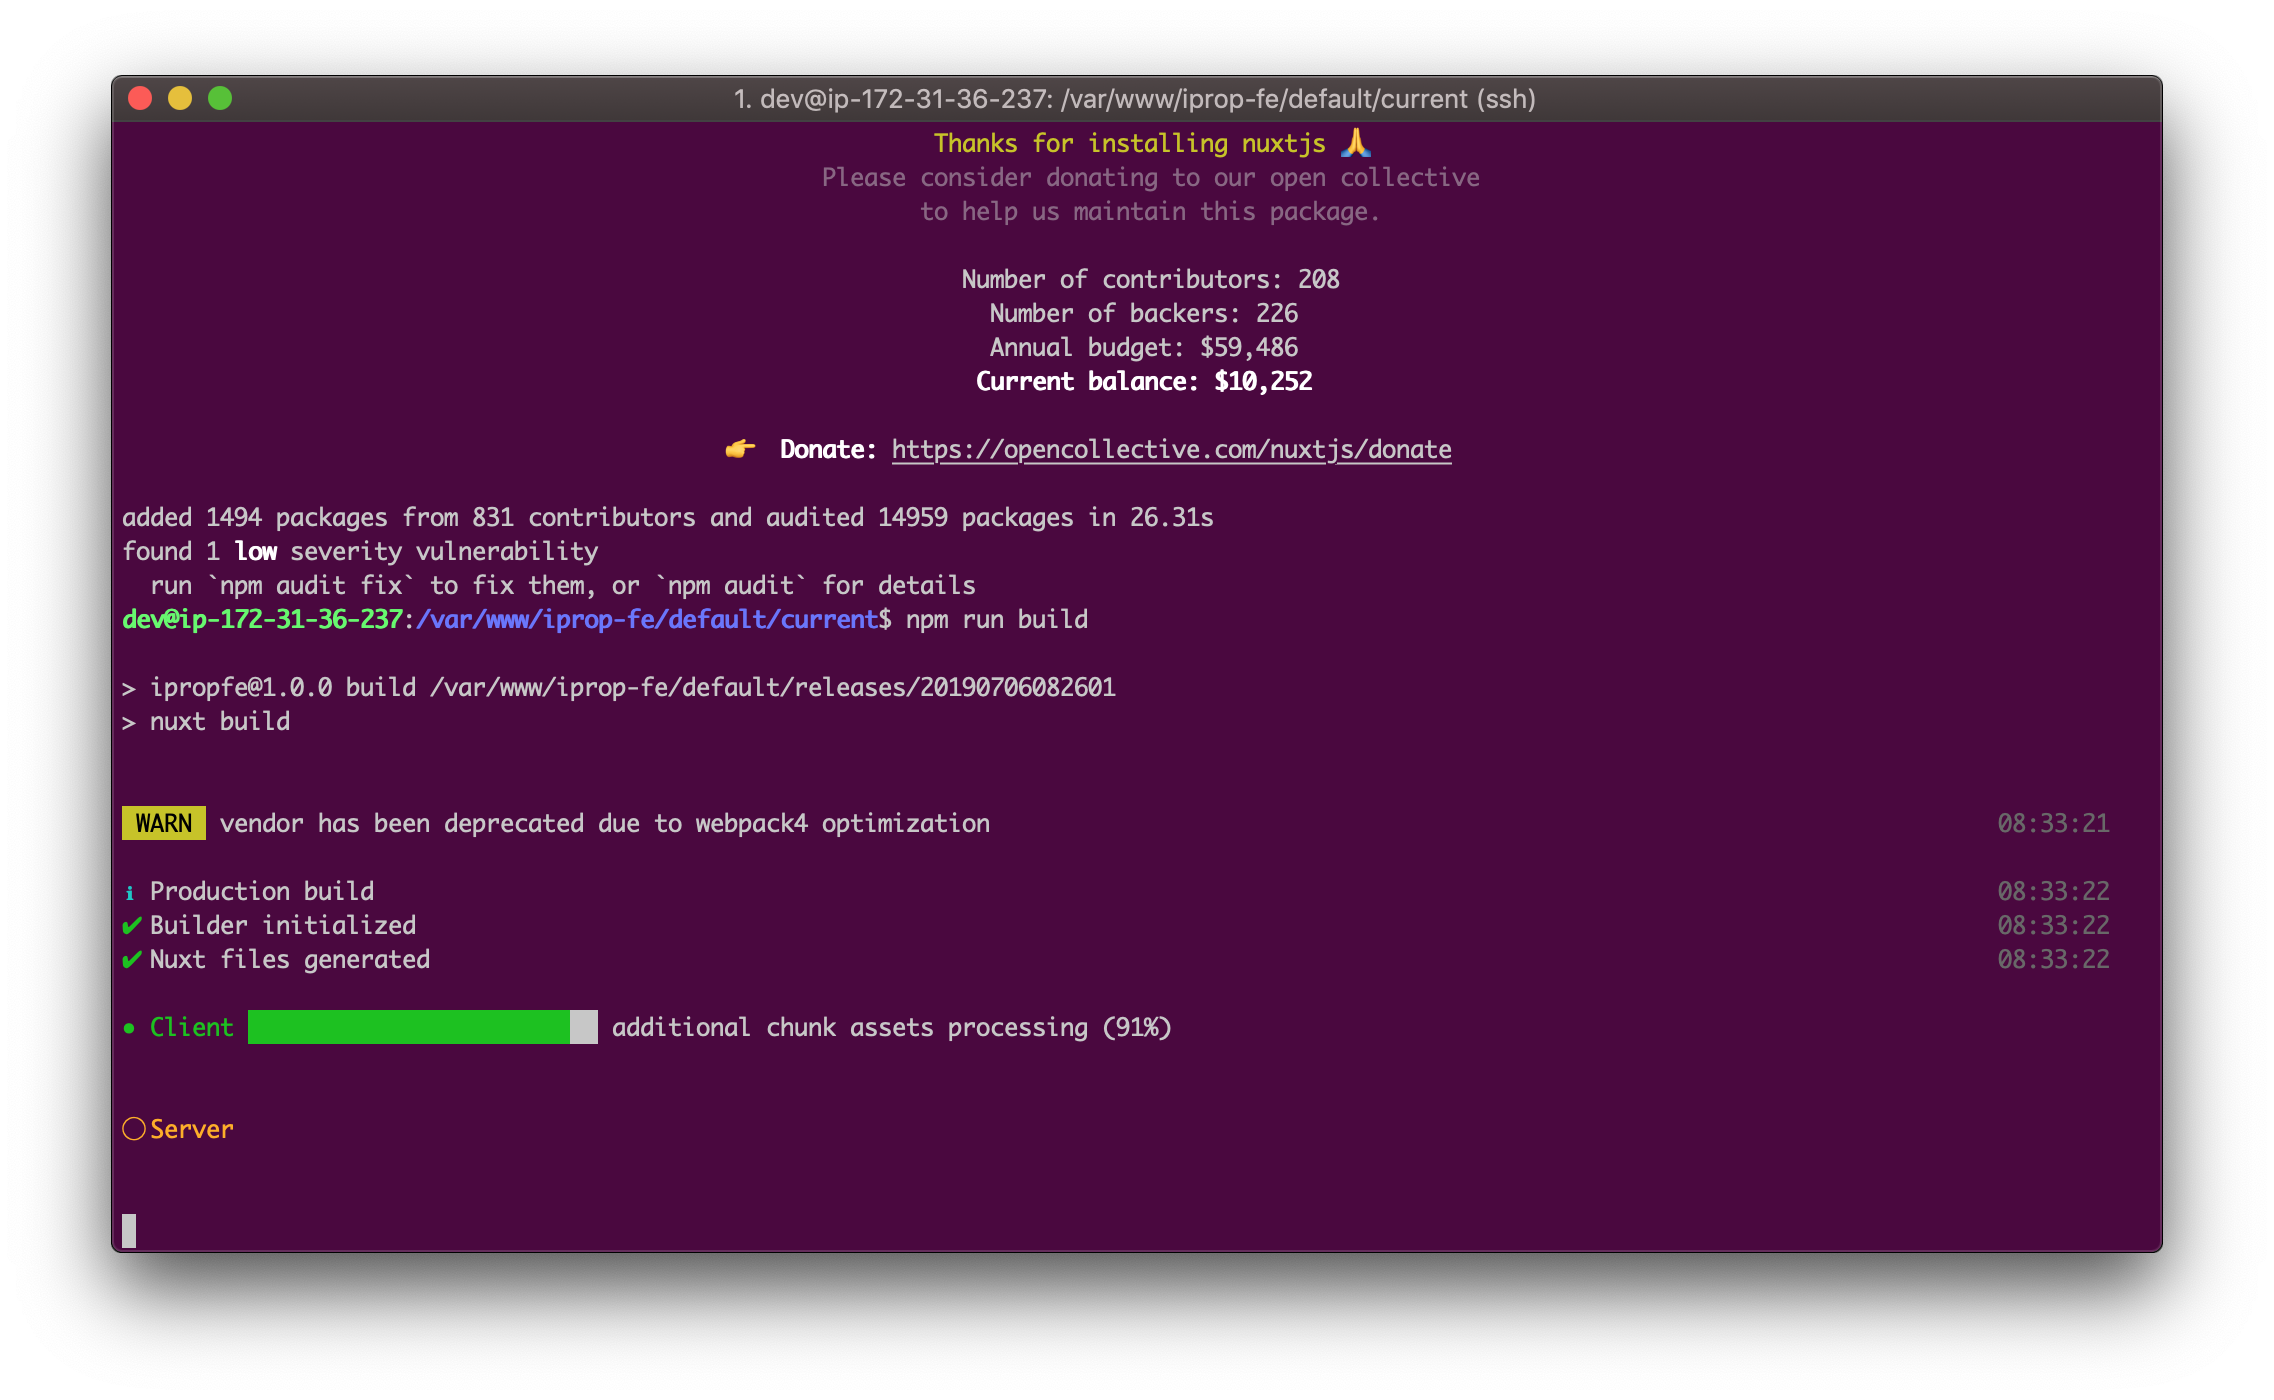 1. dev@ip-172-31-36-237: /var/www/iprop-fe/default/current (ssh)
Thanks for installing nuxtjs 🙏
Please consider donating to our open collective
to help us maintain this package.
Number of contributors: 208
Number of backers: 226
Annual budget: $59,486
Current balance: $10,252
👉 Donate: https://opencollective.com/nuxtjs/donate
added 1494 packages from 831 contributors and audited 14959 packages in 26.31s
found 1 low severity vulnerability
run `npm audit fix` to fix them, or `npm audit` for details
dev@ip-172-31-36-237:/var/www/iprop-fe/default/current$ npm run build
> ipropfe@1.0.0 build /var/www/iprop-fe/default/releases/20190706082601
> nuxt build
WARN vendor has been deprecated due to webpack4 optimization 08:33:21
ℹ Production build 08:33:22
✔ Builder initialized 08:33:22
✔ Nuxt files generated 08:33:22
● Client additional chunk assets processing (91%)
◯ Server